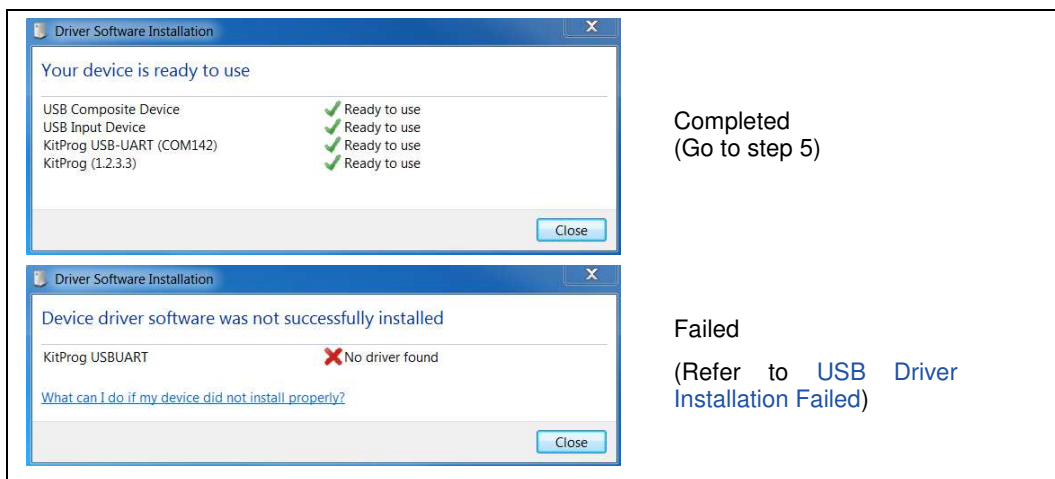 Driver Software Installation
X
Your device is ready to use
USB Composite Device Ready to use
USB Input Device Ready to use
KitProg USB-UART (COM142) Ready to use
KitProg (1.2.3.3) Ready to use
Close
Completed
(Go to step 5)
Driver Software Installation
X
Device driver software was not successfully installed
KitProg USBUART No driver found
What can I do if my device did not install properly?
Close
Failed
(Refer to USB Driver
Installation Failed)